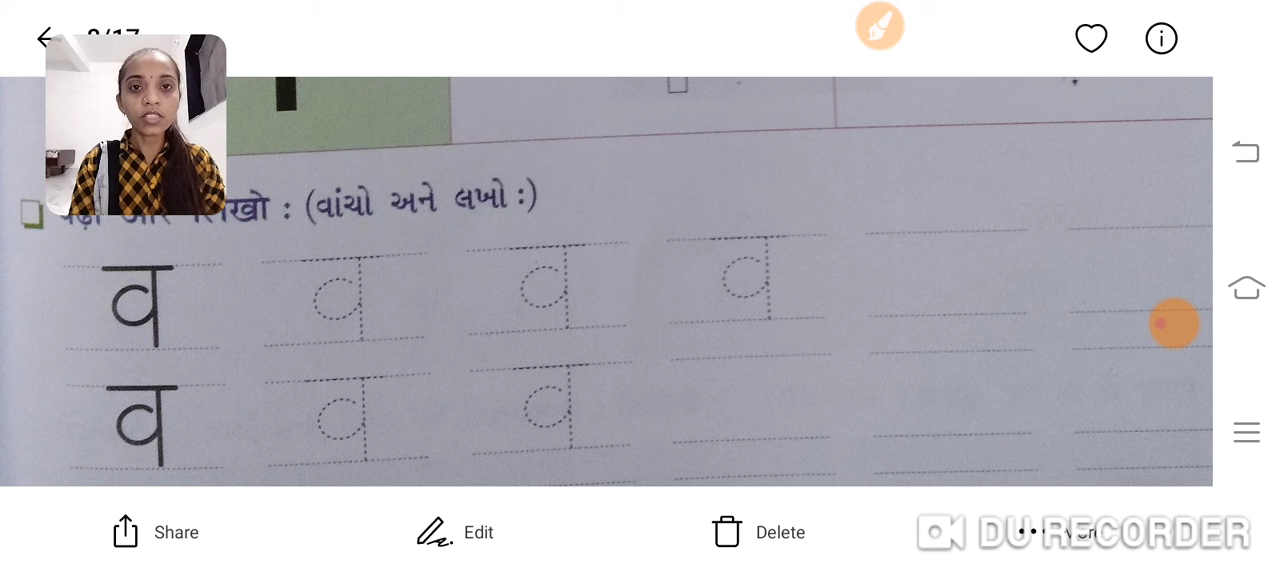 लिखो : (વાંચો અને લખો :)
व व व व
व व व
Share Edit Delete
DU RECORDER